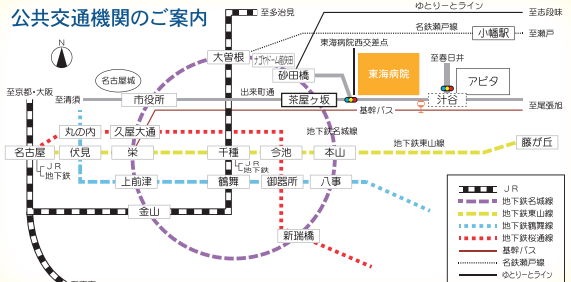 公共交通機関のご案内
至多治見
ゆとりーとライン
至志段味
名鉄瀬戸線
小幡駅
至瀬戸
N
大曽根
ナゴヤドーム前矢田
東海病院西交差点
砂田橋
東海病院
至春日井
アピタ
名古屋城
至京都・大阪
至清須
市役所
出来町通
茶屋ヶ坂
汁谷
基幹バス
至尾張旭
丸の内
久屋大通
地下鉄名城線
地下鉄東山線
藤が丘
名古屋
伏見
栄
千種
今池
本山
JR
地下鉄
JR
地下鉄
上前津
鶴舞
御器所
八事
金山
新瑞橋
JR
地下鉄名城線
地下鉄東山線
地下鉄鶴舞線
地下鉄桜通線
基幹バス
名鉄瀬戸線
ゆとりーとライン